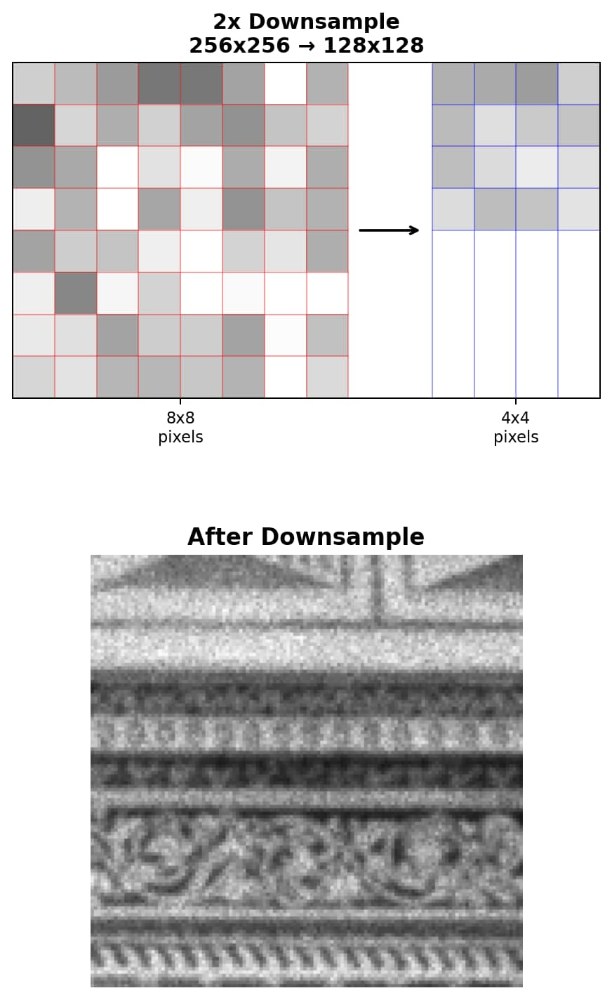 2x Downsample
256x256 → 128x128
8x8
pixels
4x4
pixels
After Downsample